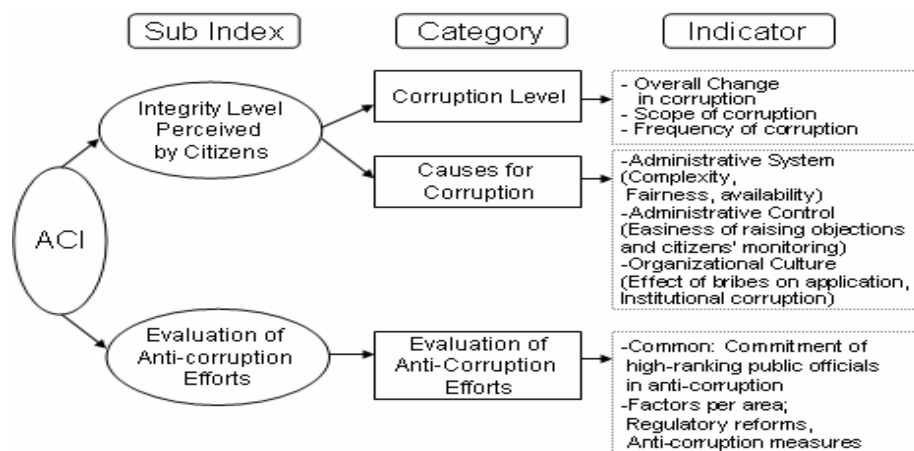 Sub Index
Category
Indicator
ACI
Integrity Level
Perceived
by Citizens
Corruption Level
- Overall Change
in corruption
- Scope of corruption
- Frequency of corruption
Causes for
Corruption
-Administrative System
(Complexity,
Fairness, availability)
-Administrative Control
(Easiness of raising objections
and citizens' monitoring)
-Organizational Culture
(Effect of bribes on application,
Institutional corruption)
Evaluation of
Anti-corruption
Efforts
Evaluation of
Anti-Corruption
Efforts
-Common: Commitment of
high-ranking public officials
in anti-corruption
-Factors per area;
Regulatory reforms,
Anti-corruption measures